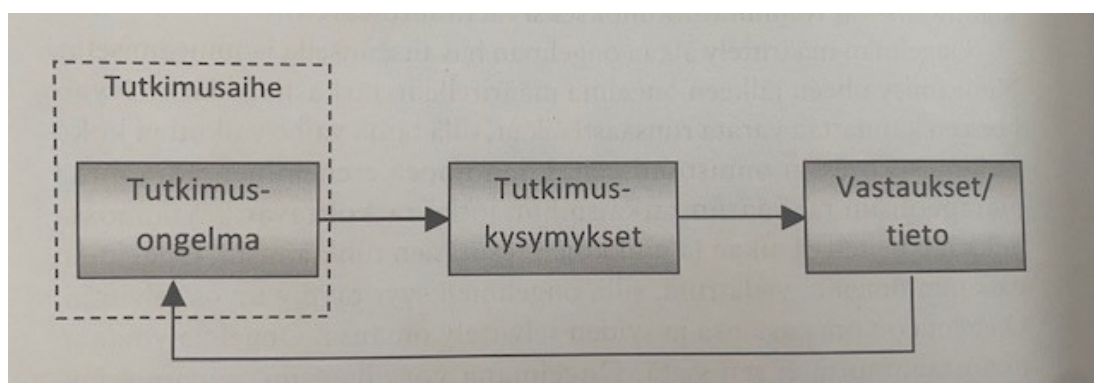 Tutkimusaihe
Tutkimus-
ongelma
Tutkimus-
kysymykset
Vastaukset/
tieto